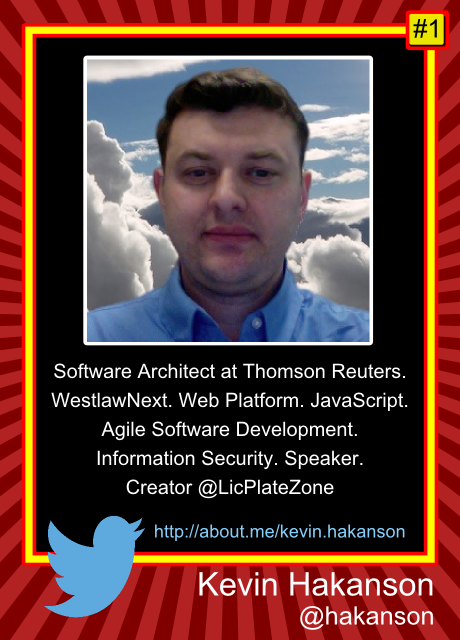 #1
Software Architect at Thomson Reuters.
WestlawNext. Web Platform. JavaScript.
Agile Software Development.
Information Security. Speaker.
Creator @LicPlateZone
http://about.me/kevin.hakanson
Kevin Hakanson
@hakanson